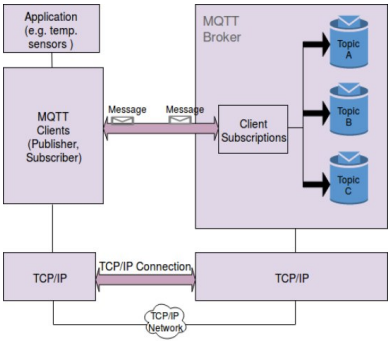 Application
(e.g. temp.
sensors )
MQTT
Broker
Topic
A
MQTT
Clients
(Publisher,
Subscriber)
Message
Message
Client
Subscriptions
Topic
B
Topic
C
TCP/IP
TCP/IP Connection
TCP/IP
TCP/IP
Network